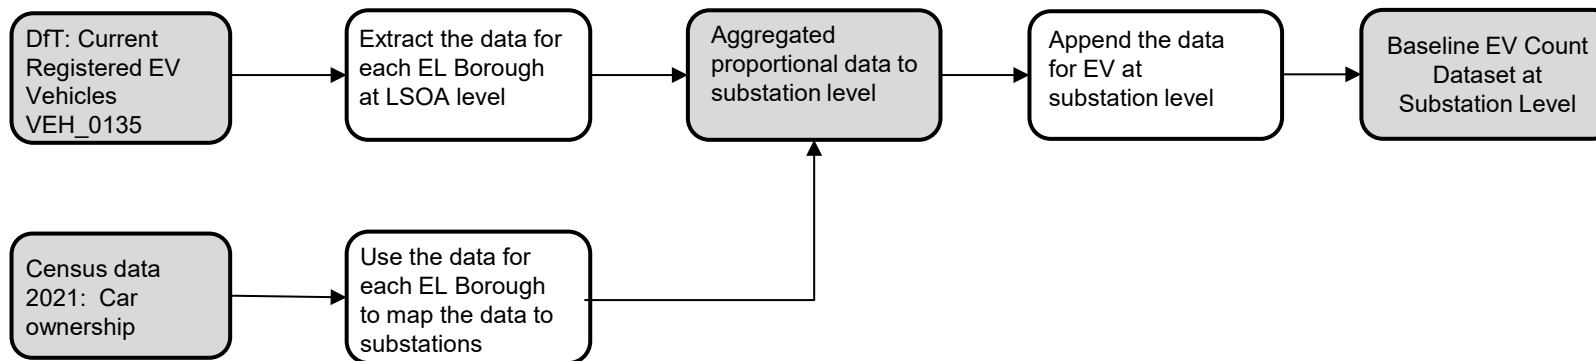 DfT: Current
Registered EV
Vehicles
VEH_0135
Extract the data for
each EL Borough
at LSOA level
Aggregated
proportional data to
substation level
Append the data
for EV at
substation level
Baseline EV Count
Dataset at
Substation Level
Census data
2021:  Car
ownership
Use the data for
each EL Borough
to map the data to
substations